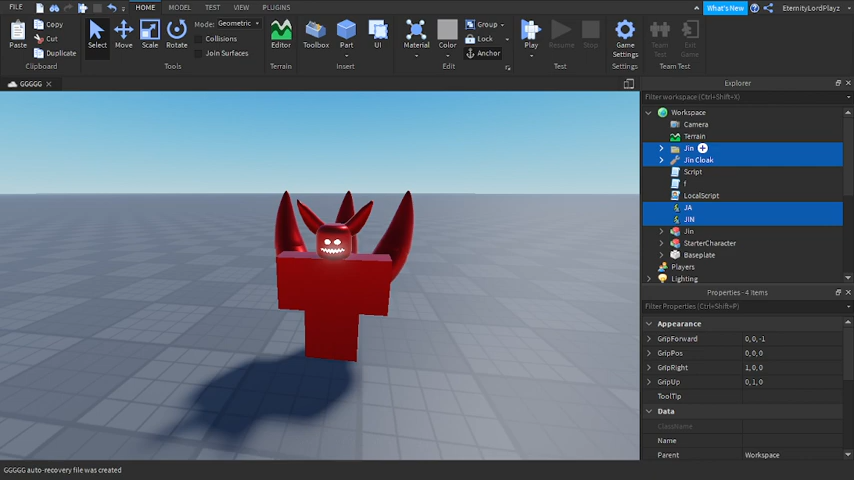 FILE HOME MODEL TEST VIEW PLUGINS What's New EternityLordPlayz
Paste Copy Cut Duplicate Select Move Scale Rotate Mode: Geometric Collisions Join Surfaces Editor Toolbox Part UI Material Color Group Lock Anchor Play Resume Stop Game Settings Team Test Exit Game
Clipboard Tools Terrain Insert Edit Test Settings Team Test
GGGGG
Explorer
Filter workspace (Ctrl+Shift+X)
Workspace
Camera
Terrain
Jin
Jin Cloak
Script
f
LocalScript
JA
JIN
Jin
StarterCharacter
Baseplate
Players
Lighting
Properties - 4 Items
Filter Properties (Ctrl+Shift+P)
Appearance
GripForward 0, 0, -1
GripPos 0, 0, 0
GripRight 1, 0, 0
GripUp 0, 1, 0
ToolTip
Data
ClassName
Name
Parent Workspace
GGGGG auto-recovery file was created